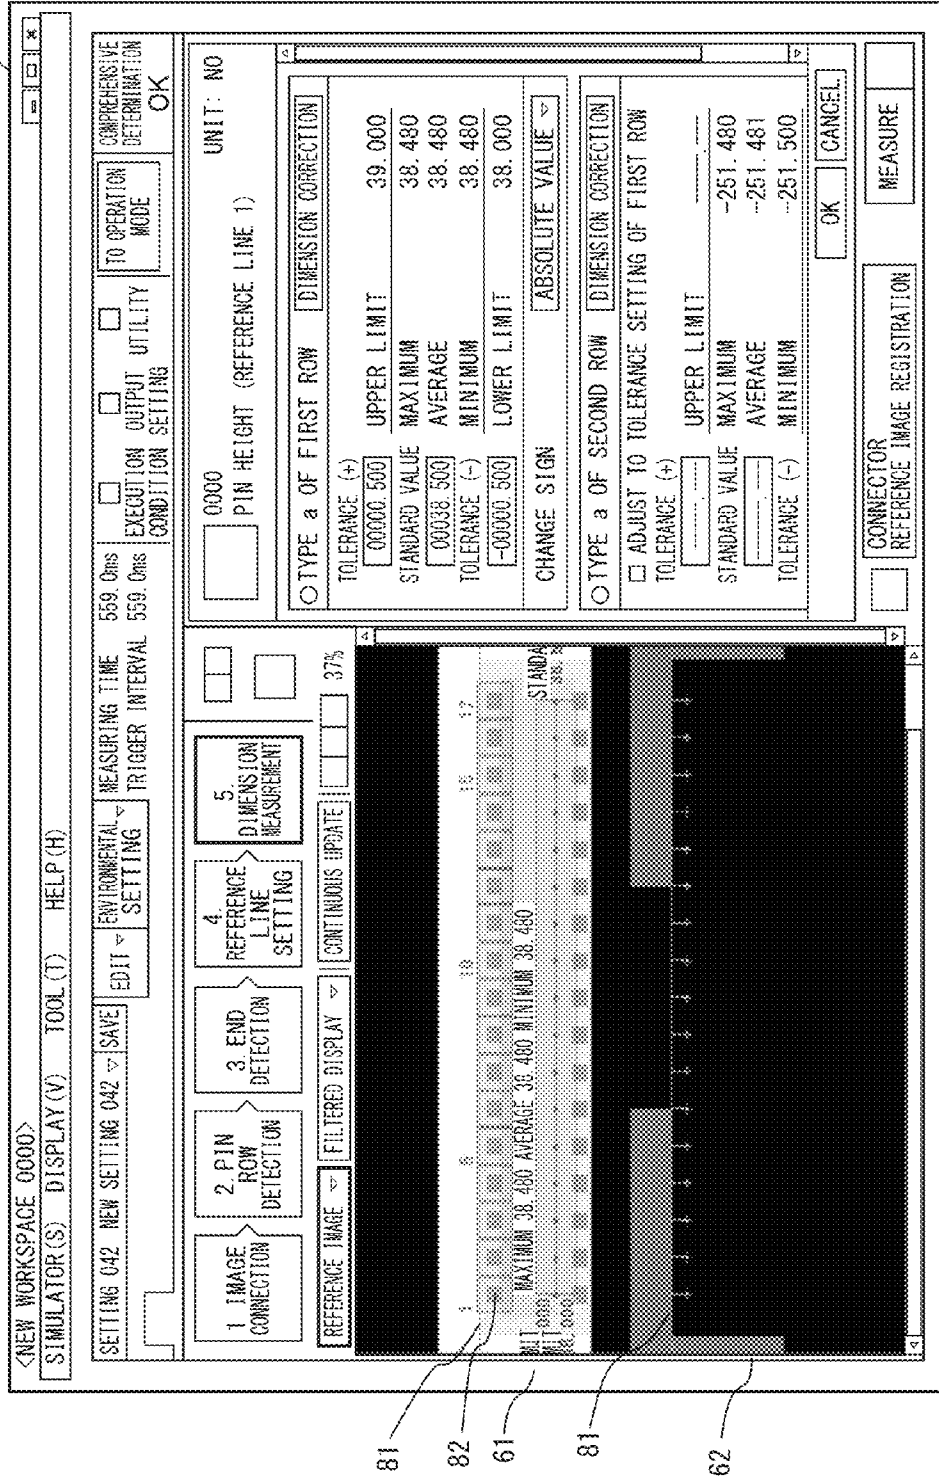 <NEW WORKSPACE 0000>
SIMULATOR(S) DISPLAY(V) TOOL(T) HELP(H)
SETTING 042 NEW SETTING 042 SAVE
EDIT
ENVIRONMENTAL
SETTING
MEASURING TIME 559.0ms
TRIGGER INTERVAL 559.0ms
EXECUTION
CONDITION
OUTPUT
SETTING
UTILITY
TO OPERATION
MODE
COMPREHENSIVE
DETERMINATION
OK
1 IMAGE
CONNECTION
2.PIN
ROW
DETECTION
3.END
DETECTION
4.
REFERENCE
LINE
SETTING
5.
DIMENSION
MEASUREMENT
REFERENCE IMAGE
FILTERED DISPLAY
CONTINUOUS UPDATE
37%
1 10 16 17
MAXIMUM 38.480 AVERAGE 38.480 MINIMUM 38.480
STANDA
0000
PIN HEIGHT (REFERENCE LINE 1)
UNIT: NO
TYPE a OF FIRST ROW
DIMENSION CORRECTION
TOLERANCE (+)
00000.500
UPPER LIMIT 39.000
STANDARD VALUE
00038.500
MAXIMUM 38.480
AVERAGE 38.480
TOLERANCE (-)
-00000.500
MINIMUM 38.480
LOWER LIMIT 38.000
CHANGE SIGN
ABSOLUTE VALUE
TYPE a OF SECOND ROW
DIMENSION CORRECTION
ADJUST TO TOLERANCE SETTING OF FIRST ROW
TOLERANCE (+)
UPPER LIMIT
STANDARD VALUE
MAXIMUM -251.480
AVERAGE -251.481
TOLERANCE (-)
MINIMUM -251.500
OK
CANCEL
CONNECTOR
REFERENCE IMAGE REGISTRATION
MEASURE
81
82
61
81
62